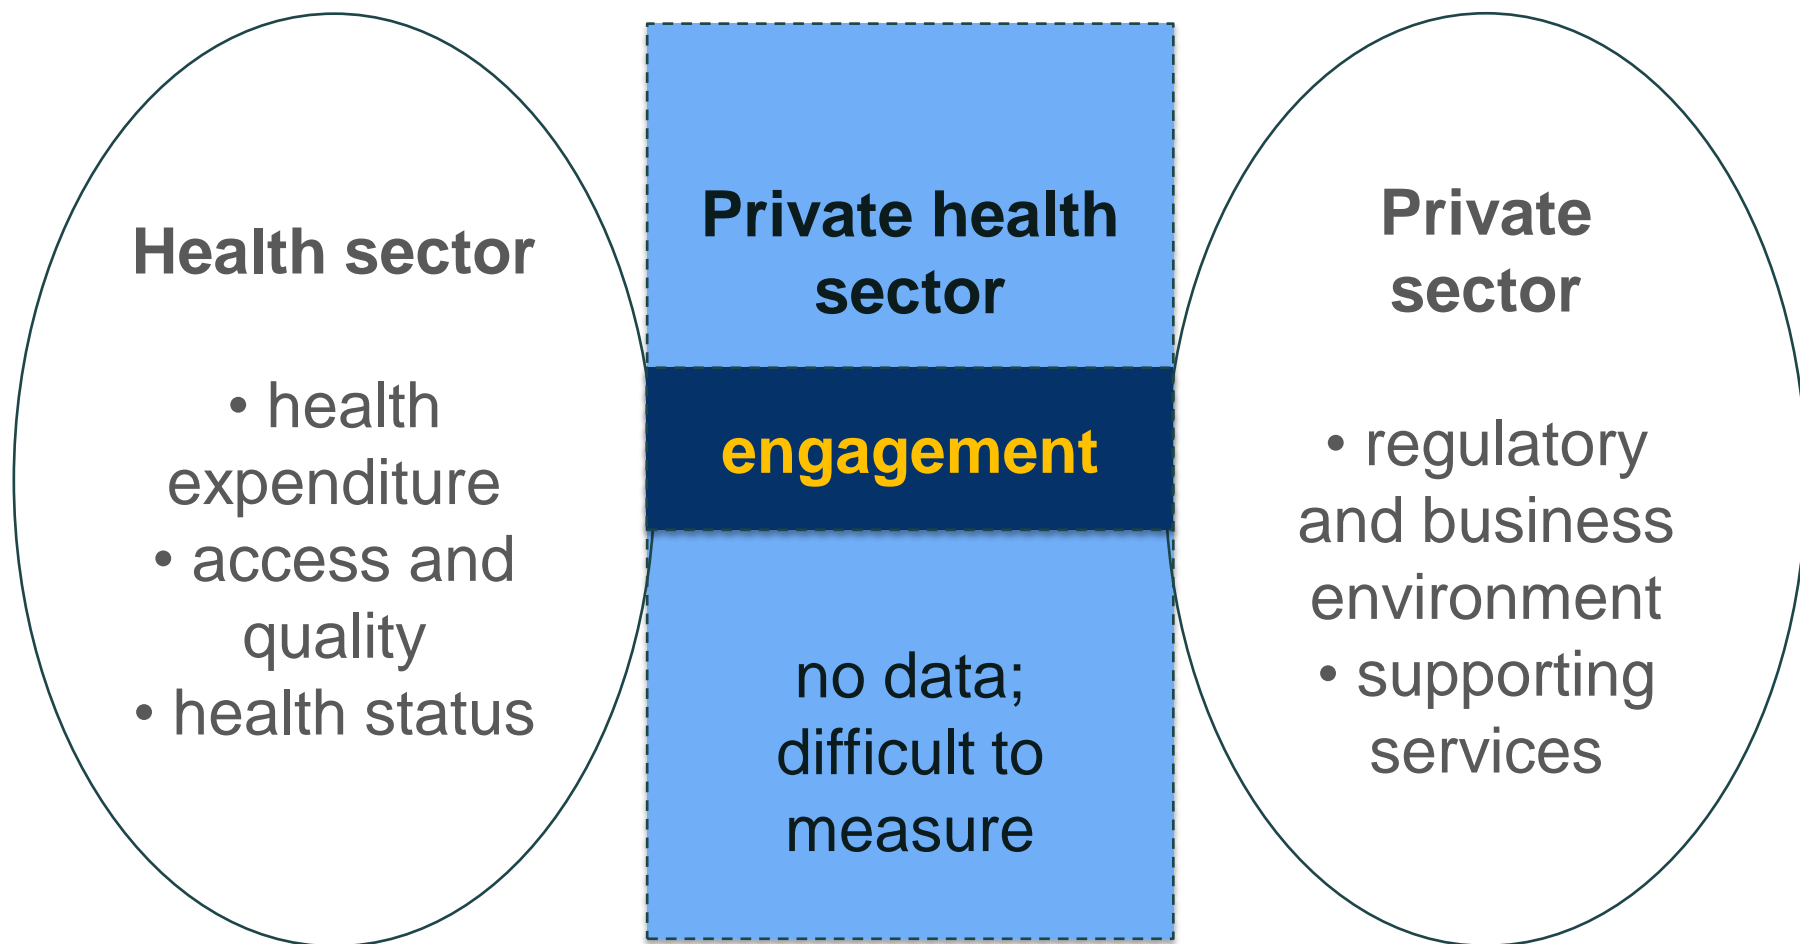 Health sector
• health
expenditure
• access and
quality
• health status
Private health
sector
engagement
no data;
difficult to
measure
Private
sector
• regulatory
and business
environment
• supporting
services